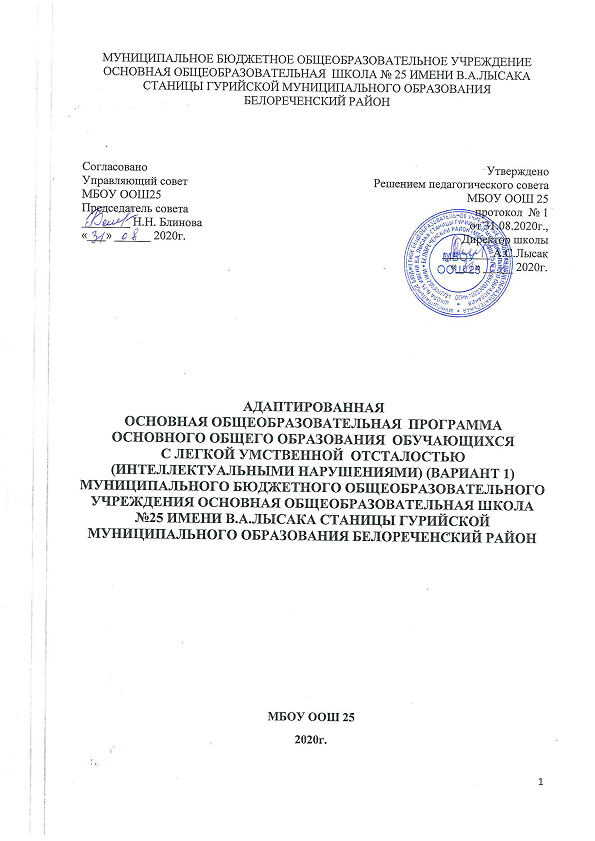 МУНИЦИПАЛЬНОЕ БЮДЖЕТНОЕ ОБЩЕОБРАЗОВАТЕЛЬНОЕ УЧРЕЖДЕНИЕ
ОСНОВНАЯ ОБЩЕОБРАЗОВАТЕЛЬНАЯ ШКОЛА № 25 ИМЕНИ В.А.ЛЫСАКА
СТАНИЦЫ ГУРИЙСКОЙ МУНИЦИПАЛЬНОГО ОБРАЗОВАНИЯ
БЕЛОРЕЧЕНСКИЙ РАЙОН
Согласовано
Управляющий совет
МБОУ ООШ25
Председатель совета
Н.Н. Блинова
«31» 08 2020г.
Утверждено
Решением педагогического совета
МБОУ ООШ 25
протокол № 1
от 31.08.2020г.,
Директор школы
А.С.Лысак
2020г.
МБОУ
ООШ 25
АДАПТИРОВАННАЯ
ОСНОВНАЯ ОБЩЕОБРАЗОВАТЕЛЬНАЯ ПРОГРАММА
ОСНОВНОГО ОБЩЕГО ОБРАЗОВАНИЯ ОБУЧАЮЩИХСЯ
С ЛЕГКОЙ УМСТВЕННОЙ ОТСТАЛОСТЬЮ
(ИНТЕЛЛЕКТУАЛЬНЫМИ НАРУШЕНИЯМИ) (ВАРИАНТ 1)
МУНИЦИПАЛЬНОГО БЮДЖЕТНОГО ОБЩЕОБРАЗОВАТЕЛЬНОГО
УЧРЕЖДЕНИЯ ОСНОВНАЯ ОБЩЕОБРАЗОВАТЕЛЬНАЯ ШКОЛА
№25 ИМЕНИ В.А.ЛЫСАКА СТАНИЦЫ ГУРИЙСКОЙ
МУНИЦИПАЛЬНОГО ОБРАЗОВАНИЯ БЕЛОРЕЧЕНСКИЙ РАЙОН
МБОУ ООШ 25
2020г.
1